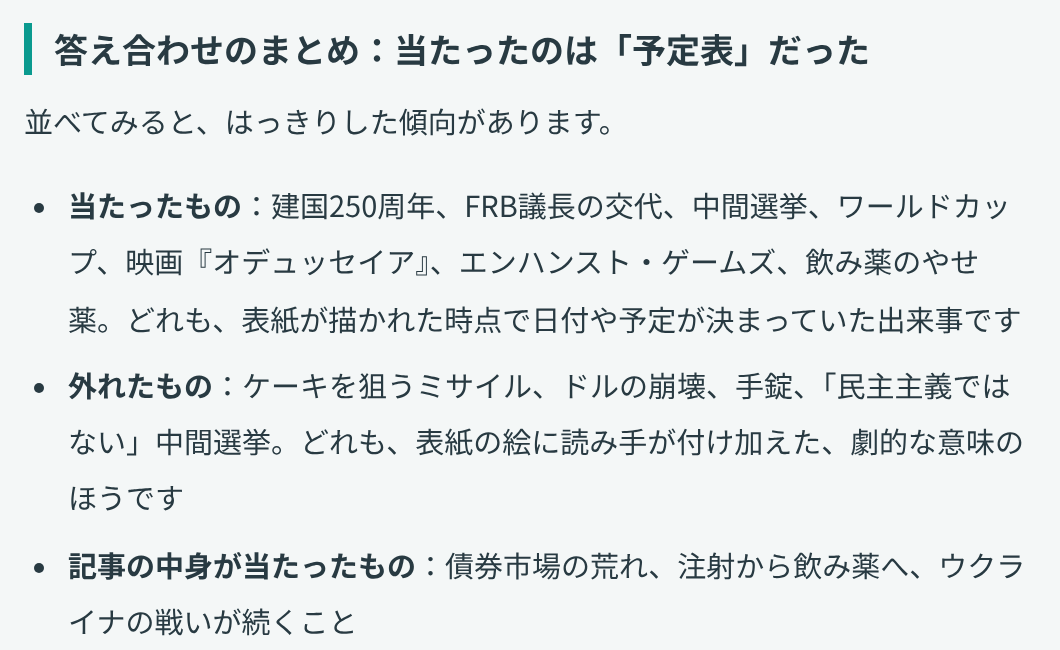 答え合わせのまとめ：当たったのは「予定表」だった
並べてみると、はっきりした傾向があります。
• 当たったもの：建国250周年、FRB議長の交代、中間選挙、ワールドカッ
プ、映画『オデュッセイア』、エンハンスト・ゲームズ、飲み薬のやせ
薬。どれも、表紙が描かれた時点で日付や予定が決まっていた出来事です
• 外れたもの：ケーキを狙うミサイル、ドルの崩壊、手錠、「民主主義では
ない」中間選挙。どれも、表紙の絵に読み手が付け加えた、劇的な意味の
ほうです
• 記事の中身が当たったもの：債券市場の荒れ、注射から飲み薬へ、ウクラ
イナの戦いが続くこと